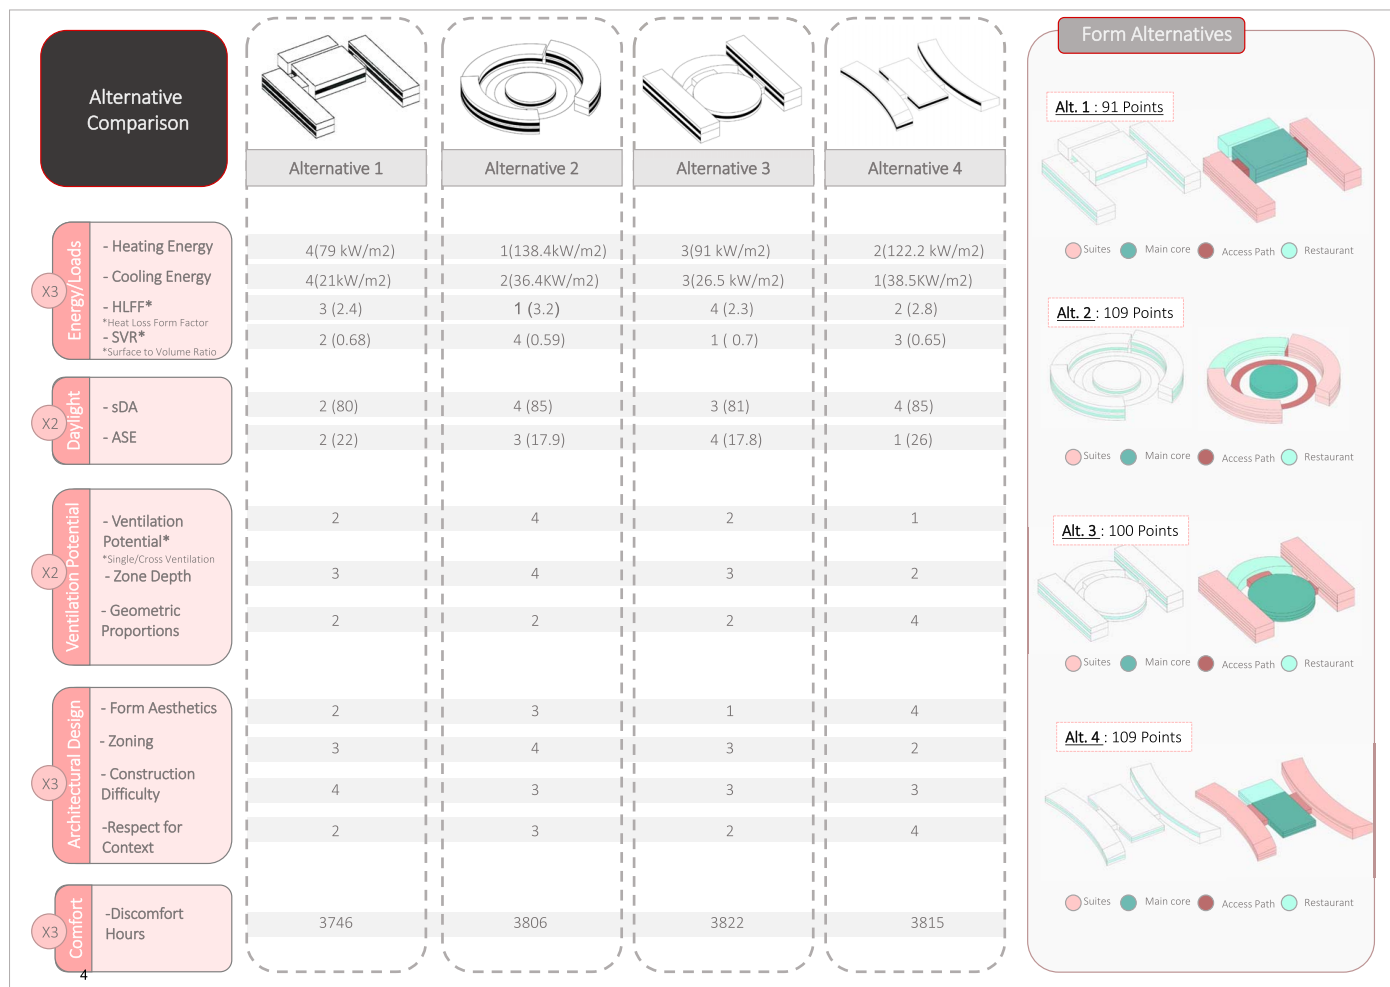 Alternative
Comparison
Alternative 1
Alternative 2
Alternative 3
Alternative 4
X3
Energy/Loads
- Heating Energy
4(79 kW/m2)
1(138.4kW/m2)
3(91 kW/m2)
2(122.2 kW/m2)
- Cooling Energy
4(21kW/m2)
2(36.4KW/m2)
3(26.5 kW/m2)
1(38.5KW/m2)
- HLFF*
*Heat Loss Form Factor
3 (2.4)
1 (3.2)
4 (2.3)
2 (2.8)
- SVR*
*Surface to Volume Ratio
2 (0.68)
4 (0.59)
1 ( 0.7)
3 (0.65)
X2
Daylight
- sDA
2 (80)
4 (85)
3 (81)
4 (85)
- ASE
2 (22)
3 (17.9)
4 (17.8)
1 (26)
X2
Ventilation Potential
- Ventilation
Potential*
*Single/Cross Ventilation
2
4
2
1
- Zone Depth
3
4
3
2
- Geometric
Proportions
2
2
2
4
X3
Architectural Design
- Form Aesthetics
2
3
1
4
- Zoning
3
4
3
2
- Construction
Difficulty
4
3
3
3
-Respect for
Context
2
3
2
4
X3
Comfort
-Discomfort
Hours
3746
3806
3822
3815
4
Form Alternatives
Alt. 1 : 91 Points
Suites
Main core
Access Path
Restaurant
Alt. 2 : 109 Points
Suites
Main core
Access Path
Restaurant
Alt. 3 : 100 Points
Suites
Main core
Access Path
Restaurant
Alt. 4 : 109 Points
Suites
Main core
Access Path
Restaurant